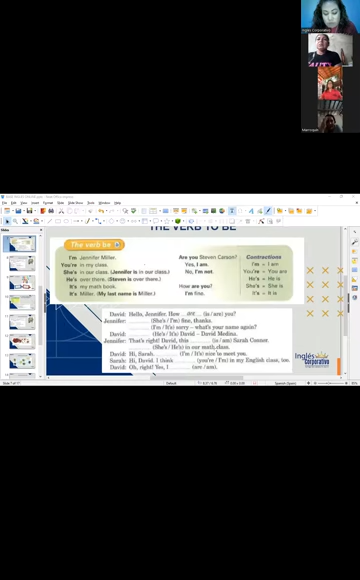 Inglés Corporativo
THE VERB TO BE
The verb be
I'm Jennifer Miller.
You're in my class.
She's in our class. (Jennifer is in our class.)
He's over there. (Steven is over there.)
It's my math book.
It's Miller. (My last name is Miller.)
Are you Steven Carson?
Yes, I am.
No, I'm not.
How are you?
I'm fine.
Contractions
I'm = I am
You're = You are
He's = He is
She's = She is
It's = It is
David: Hello, Jennifer. How ..are.. (is / are) you?
Jennifer: ........ (She's / I'm) fine, thanks.
........ (I'm / It's) sorry – what's your name again?
David: ........ (He's / It's) David – David Medina.
Jennifer: That's right! David, this ........ (is / am) Sarah Conner.
........ (She's / He's) in our math class.
David: Hi, Sarah. ........ (I'm / It's) nice to meet you.
Sarah: Hi, David. I think ........ (you're / I'm) in my English class, too.
David: Oh, right! Yes, I ........ (are / am).
Inglés
Corporativo